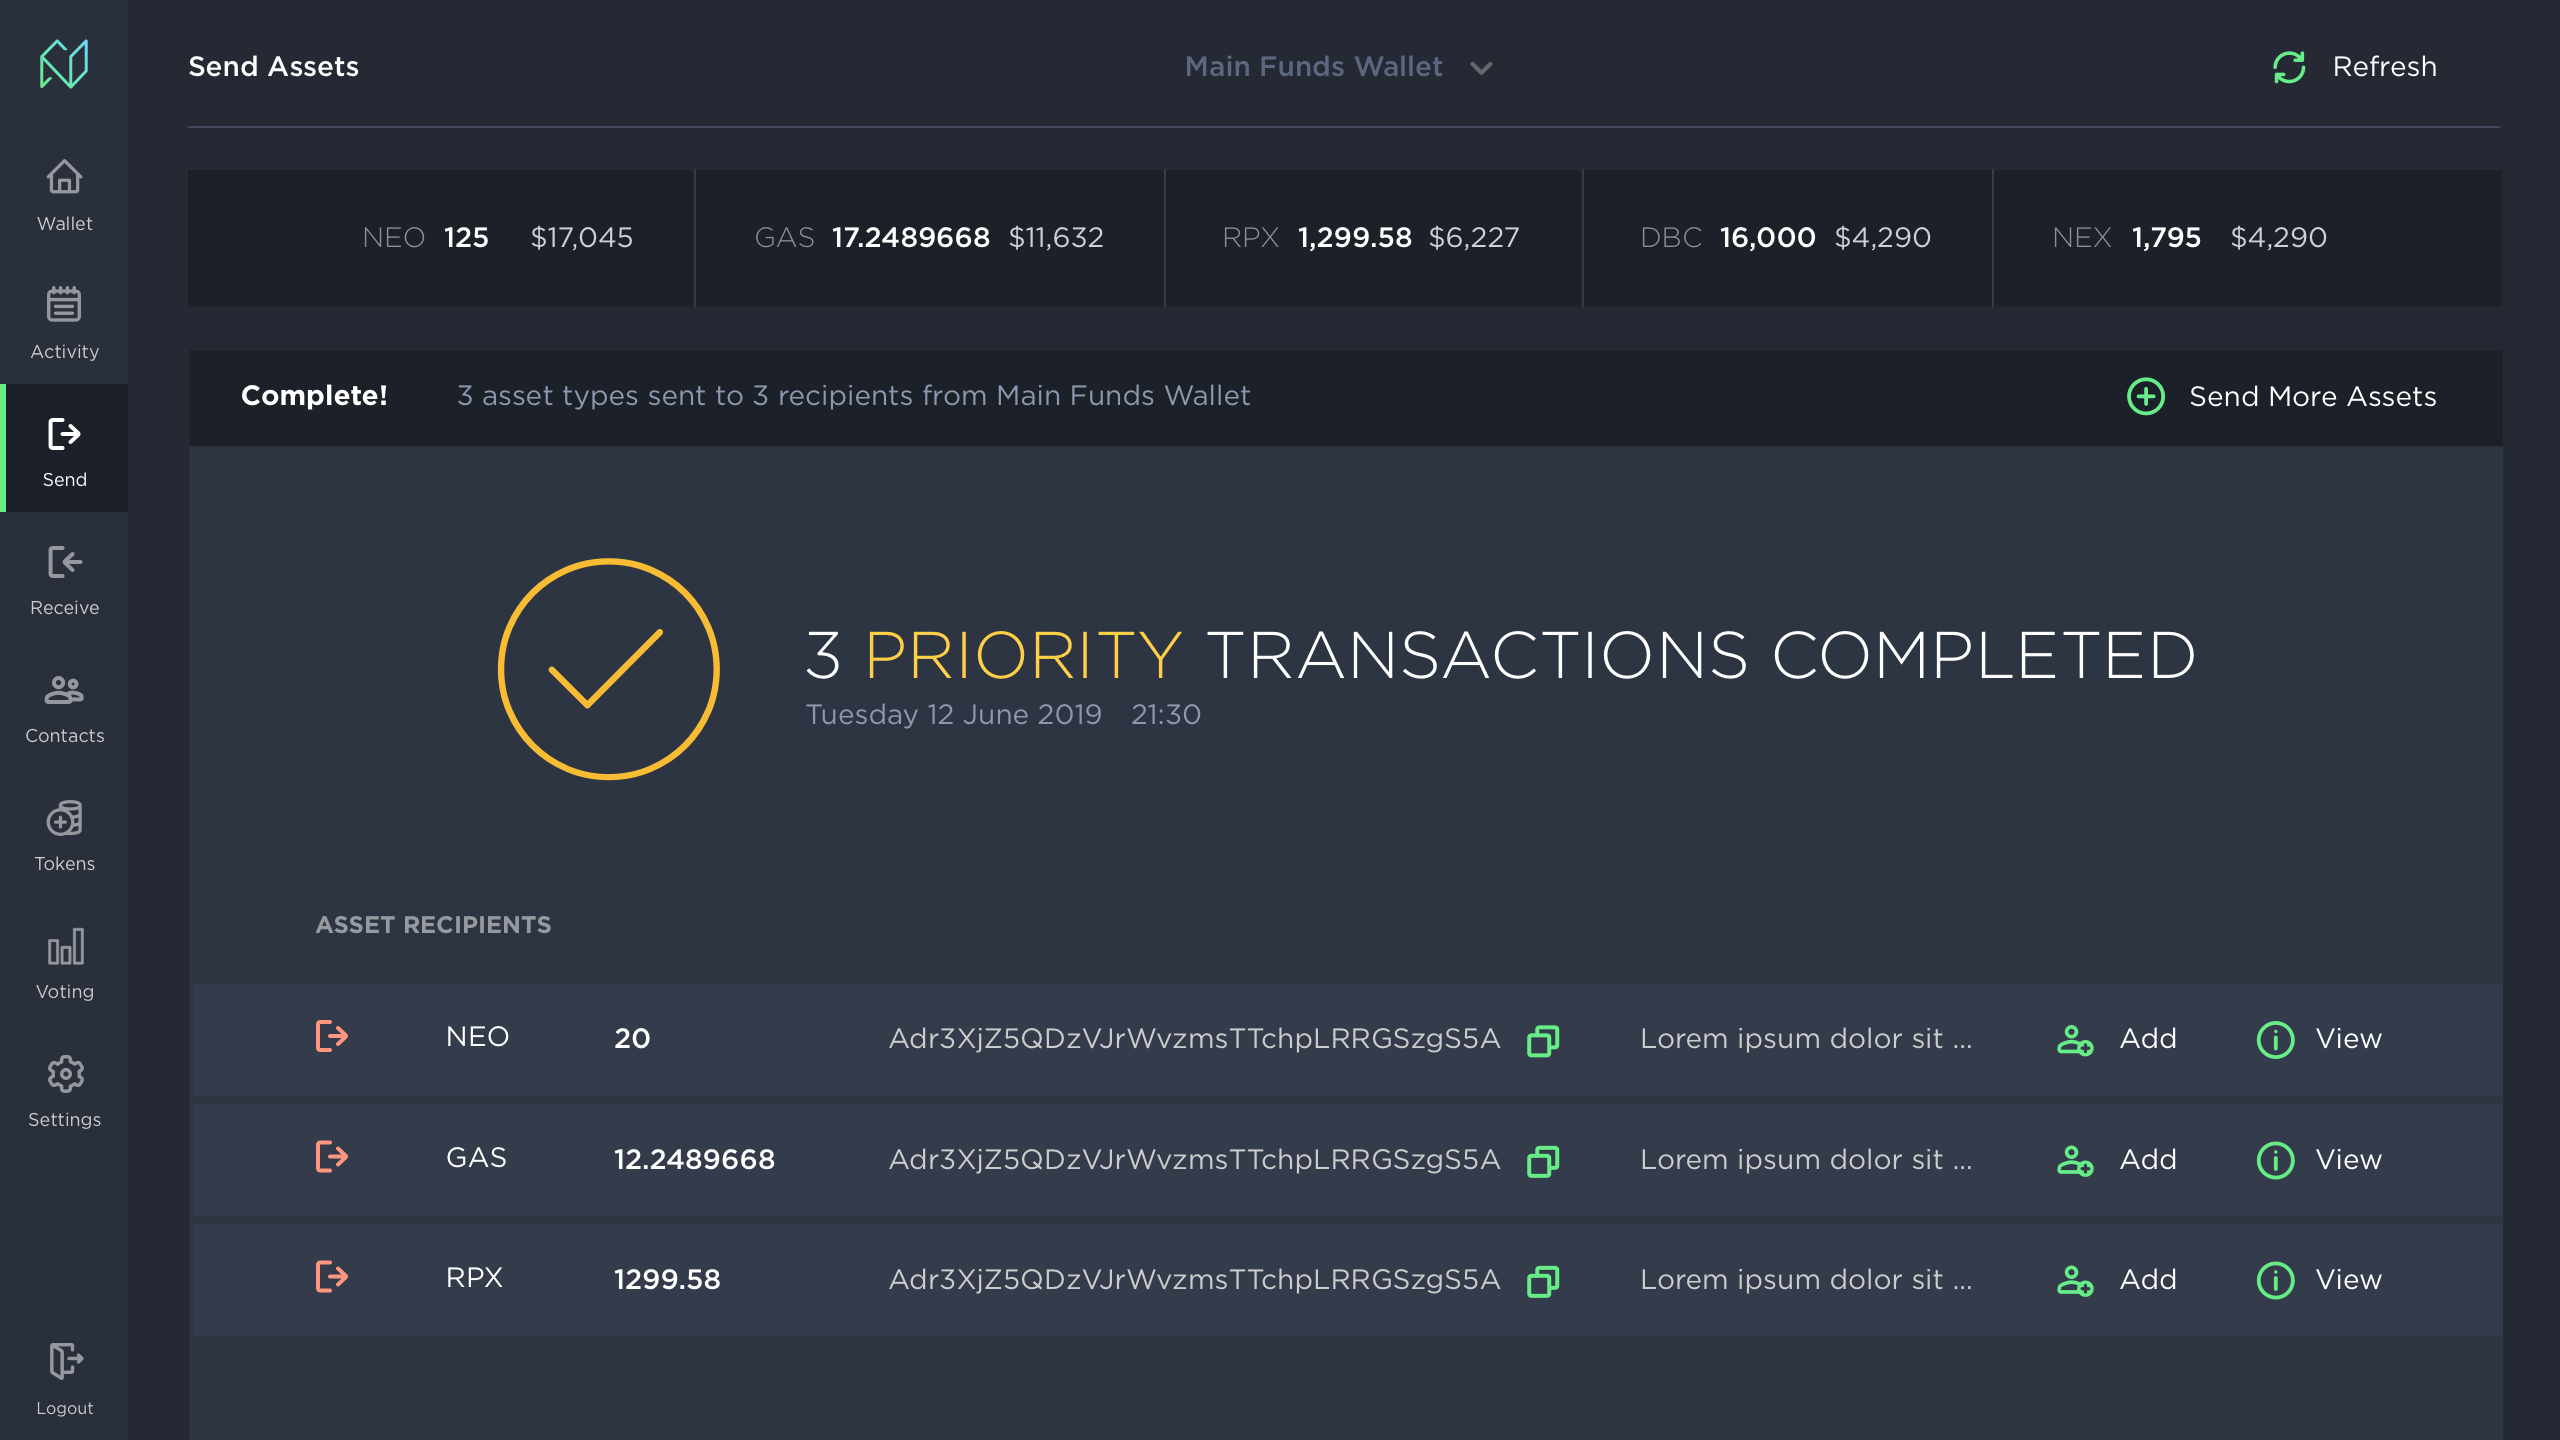 Send Assets
Main Funds Wallet
Refresh
Wallet
Activity
Send
Receive
Contacts
Tokens
Voting
Settings
Logout
NEO 125 $17,045
GAS 17.2489668 $11,632
RPX 1,299.58 $6,227
DBC 16,000 $4,290
NEX 1,795 $4,290
Complete! 3 asset types sent to 3 recipients from Main Funds Wallet
Send More Assets
3 PRIORITY TRANSACTIONS COMPLETED
Tuesday 12 June 2019 21:30
ASSET RECIPIENTS
NEO 20 Adr3XjZ5QDzVJrWvzmsTTchpLRRGSzgS5A Lorem ipsum dolor sit ... Add View
GAS 12.2489668 Adr3XjZ5QDzVJrWvzmsTTchpLRRGSzgS5A Lorem ipsum dolor sit ... Add View
RPX 1299.58 Adr3XjZ5QDzVJrWvzmsTTchpLRRGSzgS5A Lorem ipsum dolor sit ... Add View